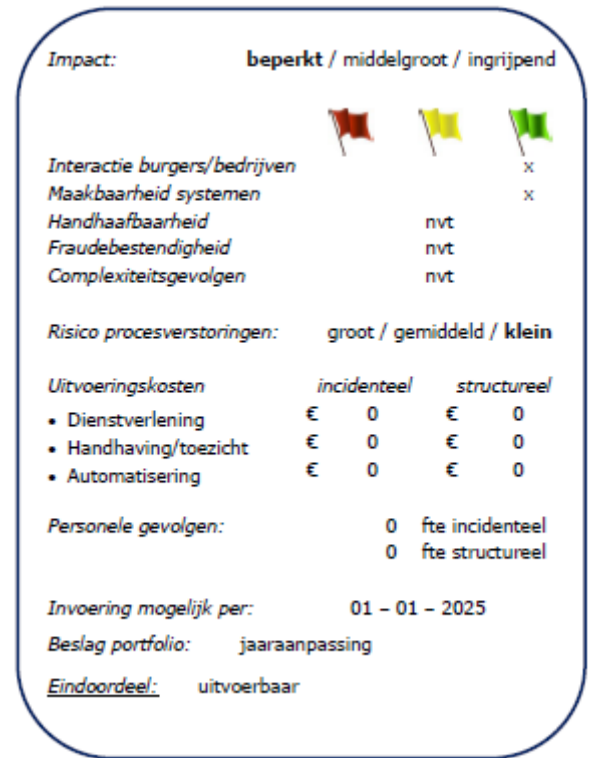 Impact: beperkt / middelgroot / ingrijpend
Interactie burgers/bedrijven x
Maakbaarheid systemen x
Handhaafbaarheid nvt
Fraudebestendigheid nvt
Complexiteitsgevolgen nvt
Risico procesverstoringen: groot / gemiddeld / klein
Uitvoeringskosten incidenteel structureel
• Dienstverlening € 0 € 0
• Handhaving/toezicht € 0 € 0
• Automatisering € 0 € 0
Personele gevolgen: 0 fte incidenteel
0 fte structureel
Invoering mogelijk per: 01 – 01 – 2025
Beslag portfolio: jaaraanpassing
Eindoordeel: uitvoerbaar